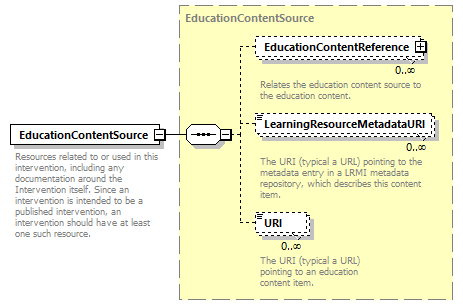 EducationContentSource
EducationContentReference
0..∞
Relates the education content source to
the education content.
LearningResourceMetadataURI
0..∞
The URI (typical a URL) pointing to the
metadata entry in a LRMI metadata
repository, which describes this content
item.
EducationContentSource
Resources related to or used in this
intervention, including any
documentation around the
Intervention itself. Since an
intervention is intended to be a
published intervention, an
intervention should have at least
one such resource.
URI
0..∞
The URI (typical a URL)
pointing to an education
content item.